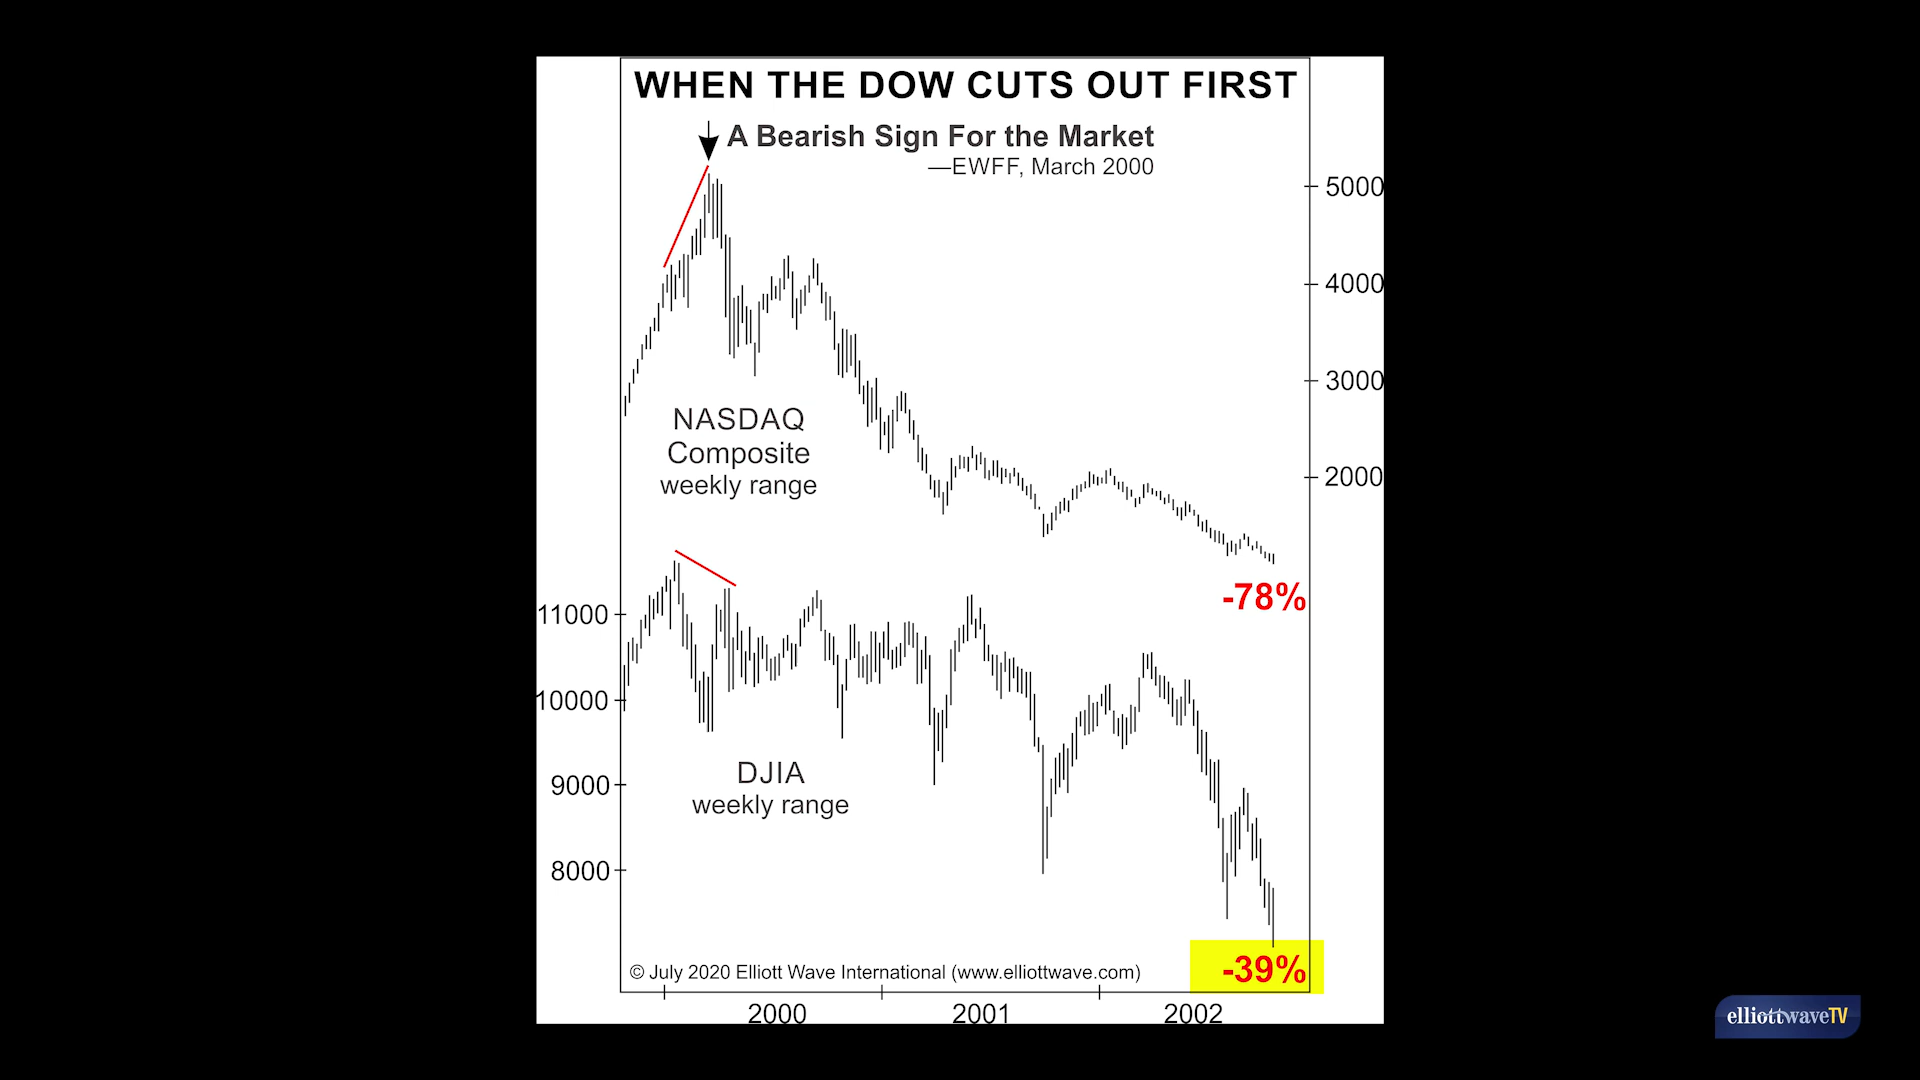 WHEN THE DOW CUTS OUT FIRST
A Bearish Sign For the Market
—EWFF, March 2000
5000
4000
3000
2000
NASDAQ
Composite
weekly range
-78%
11000
10000
9000
8000
DJIA
weekly range
-39%
© July 2020 Elliott Wave International (www.elliottwave.com)
2000 2001 2002
elliottwaveTV